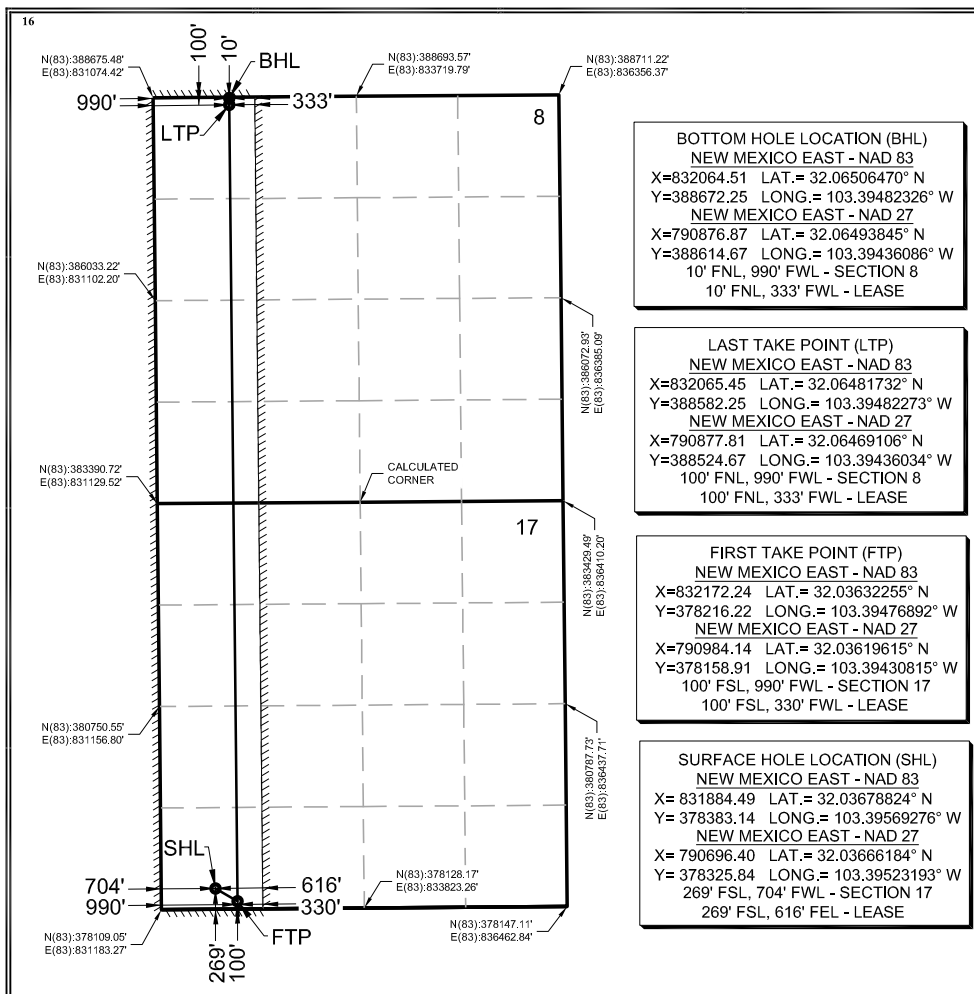 16
100'
10'
BHL
N(83):388675.48'
E(83):831074.42'
N(83):388693.57'
E(83):833719.79'
N(83):388711.22'
E(83):836356.37'
990'
333'
LTP
8
N(83):386033.22'
E(83):831102.20'
N(83):386072.93'
E(83):836385.09'
N(83):383390.72'
E(83):831129.52'
CALCULATED
CORNER
17
N(83):383429.49'
E(83):836410.20'
N(83):380750.55'
E(83):831156.80'
N(83):380787.73'
E(83):836437.71'
SHL
704'
616'
990'
330'
N(83):378128.17'
E(83):833823.26'
FTP
N(83):378109.05'
E(83):831183.27'
269'
100'
N(83):378147.11'
E(83):836462.84'
BOTTOM HOLE LOCATION (BHL)
NEW MEXICO EAST - NAD 83
X=832064.51 LAT.= 32.06506470° N
Y=388672.25 LONG.= 103.39482326° W
NEW MEXICO EAST - NAD 27
X=790876.87 LAT.= 32.06493845° N
Y=388614.67 LONG.= 103.39436086° W
10' FNL, 990' FWL - SECTION 8
10' FNL, 333' FWL - LEASE
LAST TAKE POINT (LTP)
NEW MEXICO EAST - NAD 83
X=832065.45 LAT.= 32.06481732° N
Y=388582.25 LONG.= 103.39482273° W
NEW MEXICO EAST - NAD 27
X=790877.81 LAT.= 32.06469106° N
Y=388524.67 LONG.= 103.39436034° W
100' FNL, 990' FWL - SECTION 8
100' FNL, 333' FWL - LEASE
FIRST TAKE POINT (FTP)
NEW MEXICO EAST - NAD 83
X=832172.24 LAT.= 32.03632255° N
Y=378216.22 LONG.= 103.39476892° W
NEW MEXICO EAST - NAD 27
X=790984.14 LAT.= 32.03619615° N
Y=378158.91 LONG.= 103.39430815° W
100' FSL, 990' FWL - SECTION 17
100' FSL, 330' FWL - LEASE
SURFACE HOLE LOCATION (SHL)
NEW MEXICO EAST - NAD 83
X= 831884.49 LAT.= 32.03678824° N
Y= 378383.14 LONG.= 103.39569276° W
NEW MEXICO EAST - NAD 27
X= 790696.40 LAT.= 32.03666184° N
Y= 378325.84 LONG.= 103.39523193° W
269' FSL, 704' FWL - SECTION 17
269' FSL, 616' FEL - LEASE